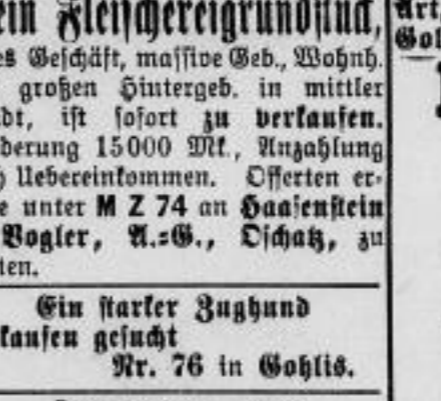 ein Fleischereigrundstück,
es Geschäft, massive Geb., Wohnh.
großen Hintergeb. in mittler
dt, ist sofort zu verkaufen.
derung 15000 Mk., Anzahlung
h Uebereinkommen. Offerten er-
e unter M Z 74 an Haasenstein
Vogler, A.=G., Oschatz, zu
ten.
Ein starker Zughund
kaufen gesucht
Nr. 76 in Gohlis.
Art
Goh